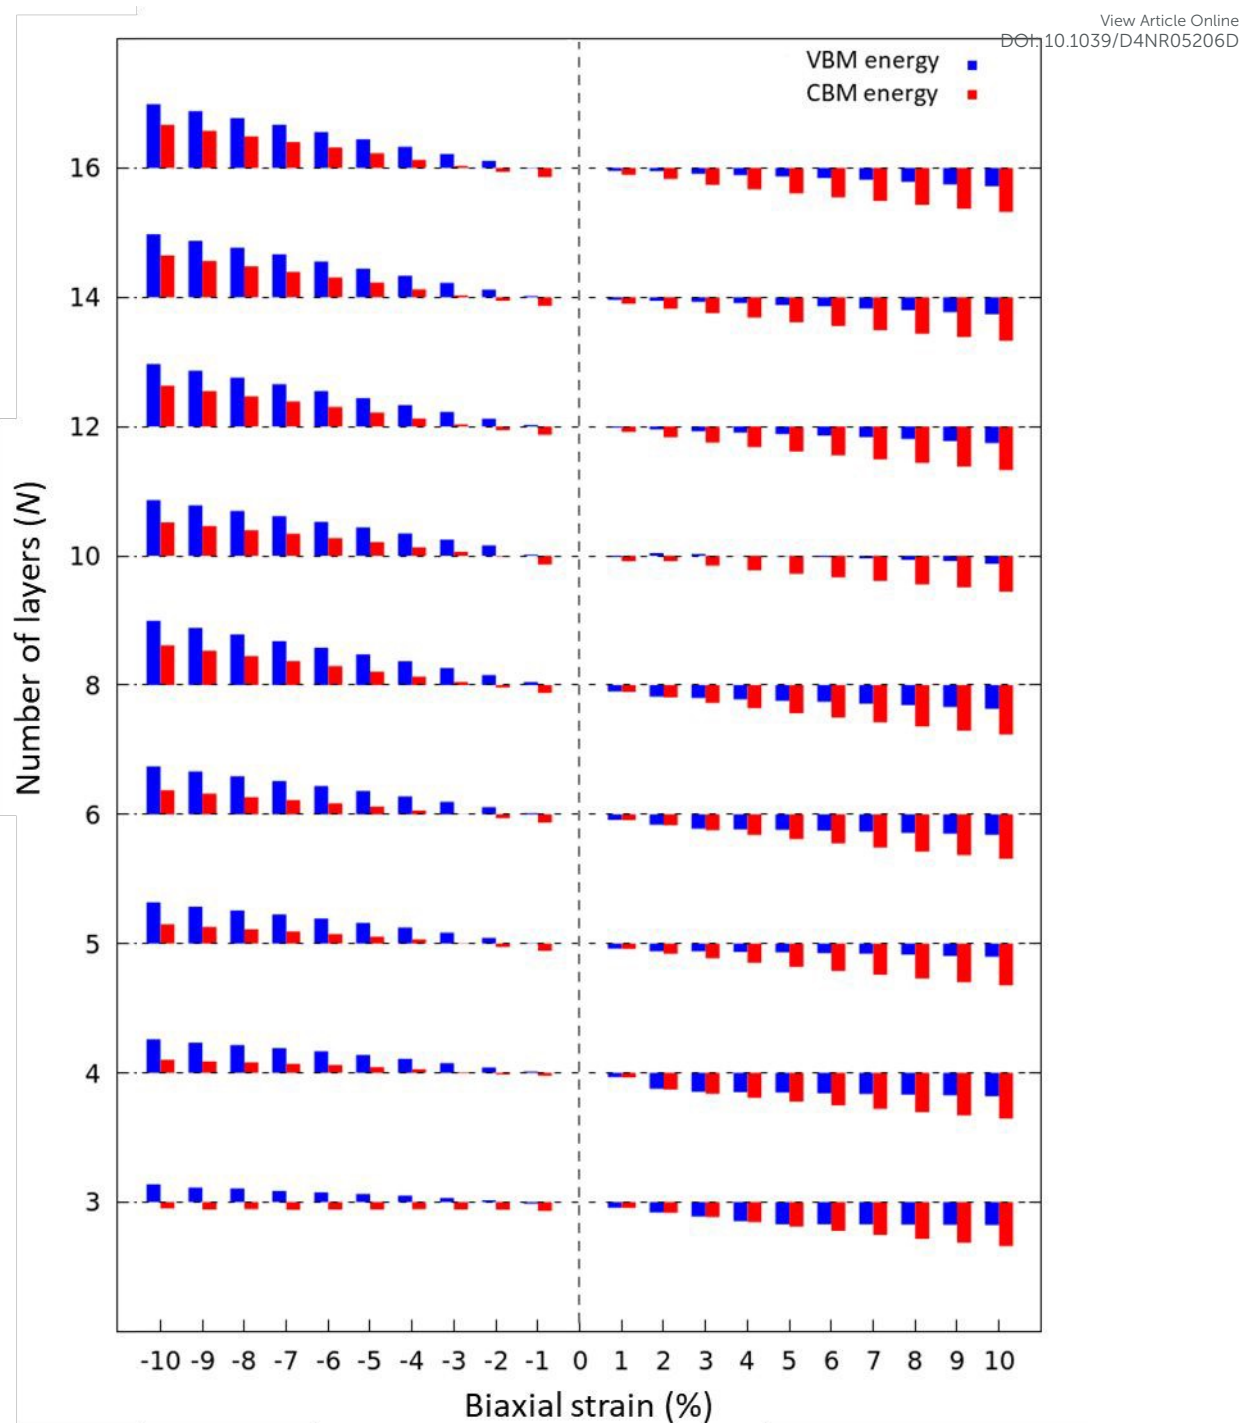 View Article Online
DOI: 10.1039/D4NR05206D
VBM energy
CBM energy
16
14
12
10
8
6
5
4
3
Number of layers (N)
-10 -9 -8 -7 -6 -5 -4 -3 -2 -1 0 1 2 3 4 5 6 7 8 9 10
Biaxial strain (%)